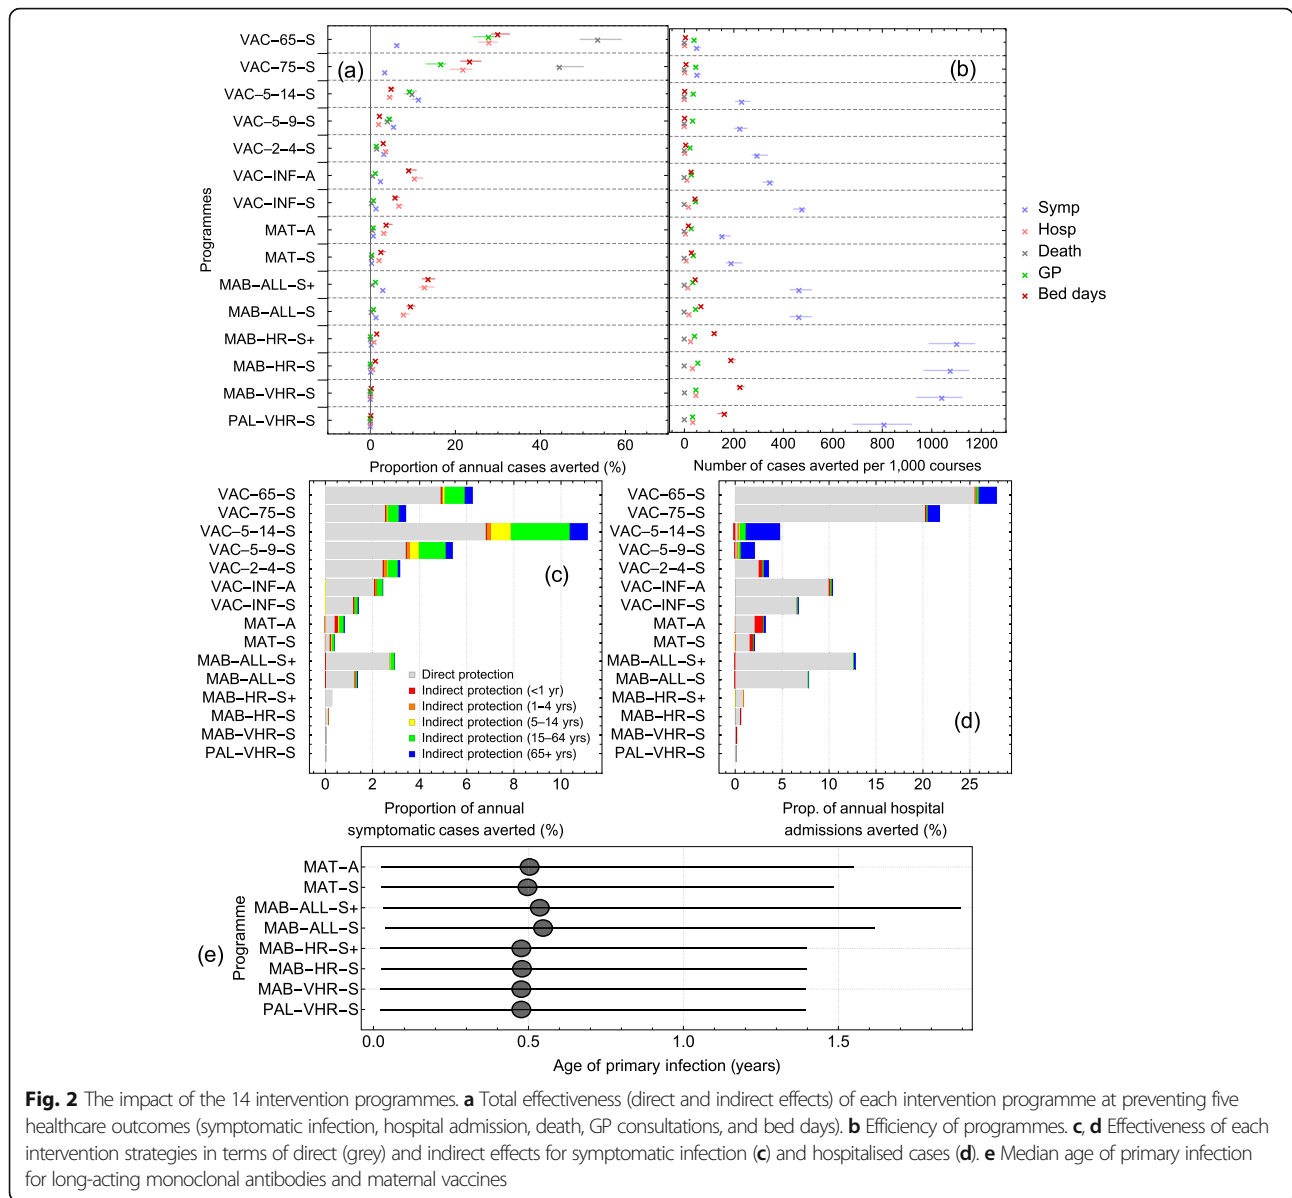 VAC-65-S
VAC-75-S
VAC-5-14-S
VAC-5-9-S
VAC-2-4-S
VAC-INF-A
VAC-INF-S
MAT-A
MAT-S
MAB-ALL-S+
MAB-ALL-S
MAB-HR-S+
MAB-HR-S
MAB-VHR-S
PAL-VHR-S
Programmes
(a)
0 20 40 60
Proportion of annual cases averted (%)
(b)
0 200 400 600 800 1000 1200
Number of cases averted per 1,000 courses
Symp
Hosp
Death
GP
Bed days
VAC-65-S
VAC-75-S
VAC-5-14-S
VAC-5-9-S
VAC-2-4-S
VAC-INF-A
VAC-INF-S
MAT-A
MAT-S
MAB-ALL-S+
MAB-ALL-S
MAB-HR-S+
MAB-HR-S
MAB-VHR-S
PAL-VHR-S
(c)
Direct protection
Indirect protection (<1 yr)
Indirect protection (1-4 yrs)
Indirect protection (5-14 yrs)
Indirect protection (15-64 yrs)
Indirect protection (65+ yrs)
0 2 4 6 8 10
Proportion of annual
symptomatic cases averted (%)
VAC-65-S
VAC-75-S
VAC-5-14-S
VAC-5-9-S
VAC-2-4-S
VAC-INF-A
VAC-INF-S
MAT-A
MAT-S
MAB-ALL-S+
MAB-ALL-S
MAB-HR-S+
MAB-HR-S
MAB-VHR-S
PAL-VHR-S
(d)
0 5 10 15 20 25
Prop. of annual hospital
admissions averted (%)
(e)
Programme
MAT-A
MAT-S
MAB-ALL-S+
MAB-ALL-S
MAB-HR-S+
MAB-HR-S
MAB-VHR-S
PAL-VHR-S
0.0 0.5 1.0 1.5
Age of primary infection (years)
Fig. 2 The impact of the 14 intervention programmes. a Total effectiveness (direct and indirect effects) of each intervention programme at preventing five
healthcare outcomes (symptomatic infection, hospital admission, death, GP consultations, and bed days). b Efficiency of programmes. c, d Effectiveness of each
intervention strategies in terms of direct (grey) and indirect effects for symptomatic infection (c) and hospitalised cases (d). e Median age of primary infection
for long-acting monoclonal antibodies and maternal vaccines